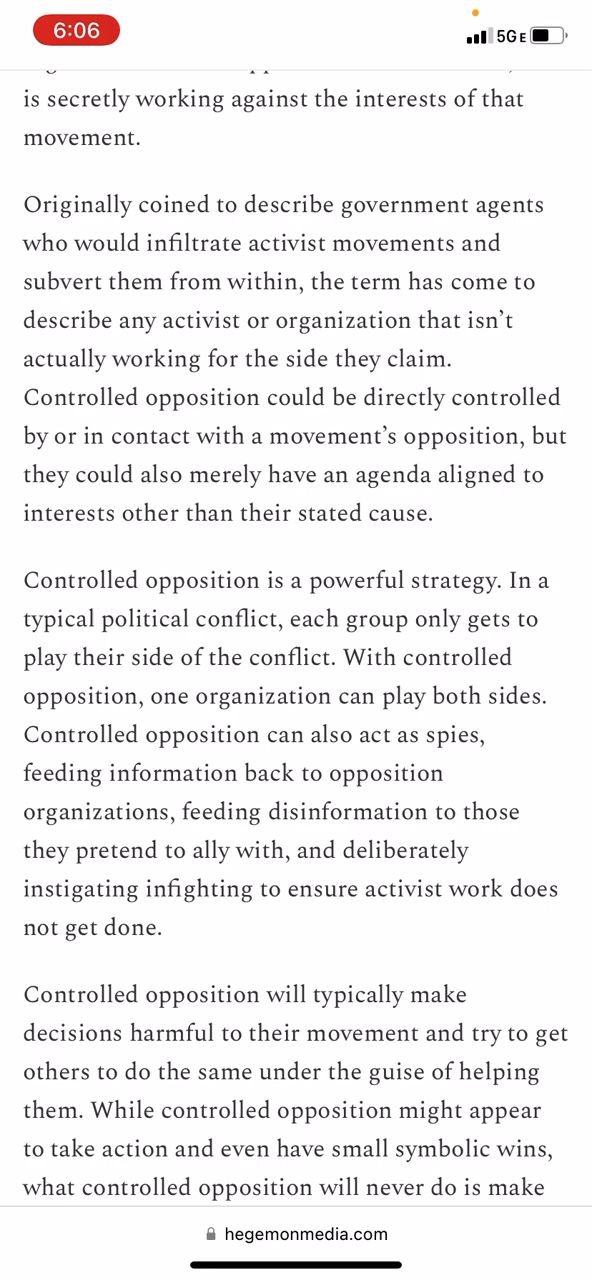 6:06
5GE
is secretly working against the interests of that
movement.
Originally coined to describe government agents
who would infiltrate activist movements and
subvert them from within, the term has come to
describe any activist or organization that isn’t
actually working for the side they claim.
Controlled opposition could be directly controlled
by or in contact with a movement’s opposition, but
they could also merely have an agenda aligned to
interests other than their stated cause.
Controlled opposition is a powerful strategy. In a
typical political conflict, each group only gets to
play their side of the conflict. With controlled
opposition, one organization can play both sides.
Controlled opposition can also act as spies,
feeding information back to opposition
organizations, feeding disinformation to those
they pretend to ally with, and deliberately
instigating infighting to ensure activist work does
not get done.
Controlled opposition will typically make
decisions harmful to their movement and try to get
others to do the same under the guise of helping
them. While controlled opposition might appear
to take action and even have small symbolic wins,
what controlled opposition will never do is make
hegemonmedia.com